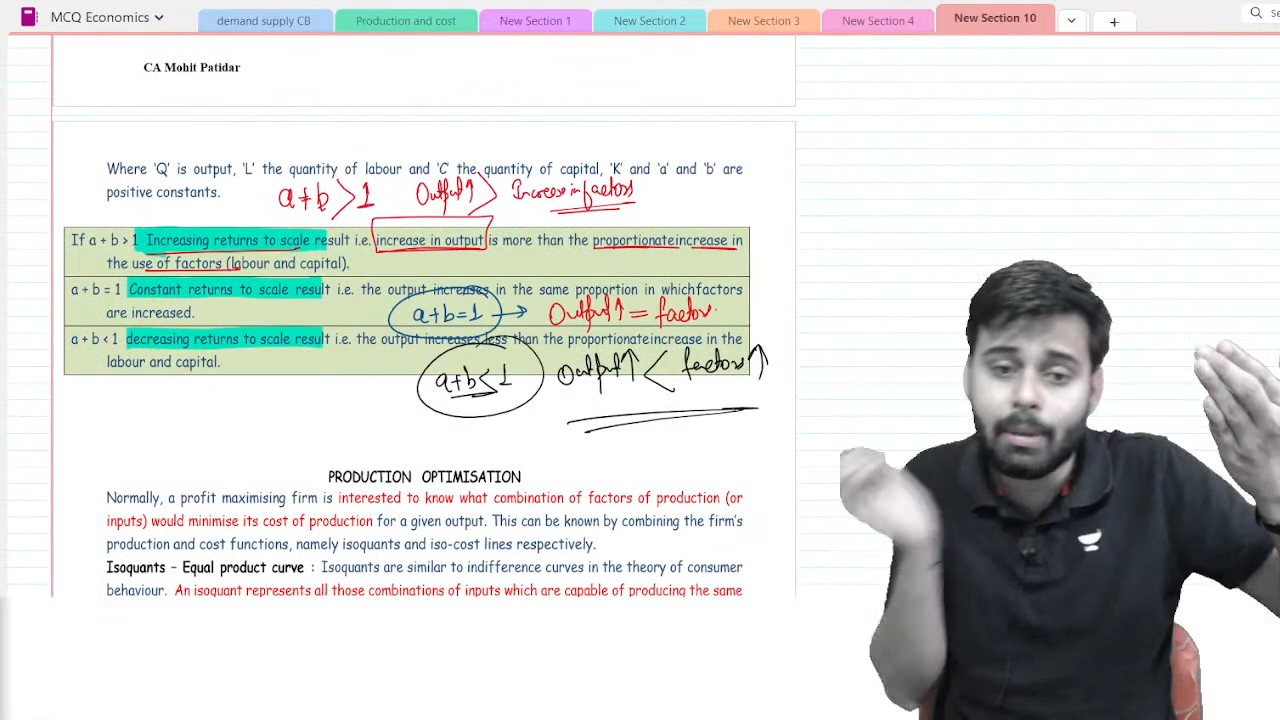 MCQ Economics
demand supply CB
Production and cost
New Section 1
New Section 2
New Section 3
New Section 4
New Section 10
CA Mohit Patidar
Where 'Q' is output, 'L' the quantity of labour and 'C' the quantity of capital, 'K' and 'a' and 'b' are
positive constants.
a+b > 1 Output↑ > Increase in factors
If a + b > 1 Increasing returns to scale result i.e. increase in output is more than the proportionateincrease in
the use of factors (labour and capital).
a + b = 1 Constant returns to scale result i.e. the output increases in the same proportion in whichfactors
are increased.
a+b=1 → Output↑ = factor.
a + b < 1 decreasing returns to scale result i.e. the output increases less than the proportionateincrease in the
labour and capital.
a+b<1 Output↑ < factors↑
PRODUCTION OPTIMISATION
Normally, a profit maximising firm is interested to know what combination of factors of production (or
inputs) would minimise its cost of production for a given output. This can be known by combining the firm's
production and cost functions, namely isoquants and iso-cost lines respectively.
Isoquants – Equal product curve : Isoquants are similar to indifference curves in the theory of consumer
behaviour. An isoquant represents all those combinations of inputs which are capable of producing the same